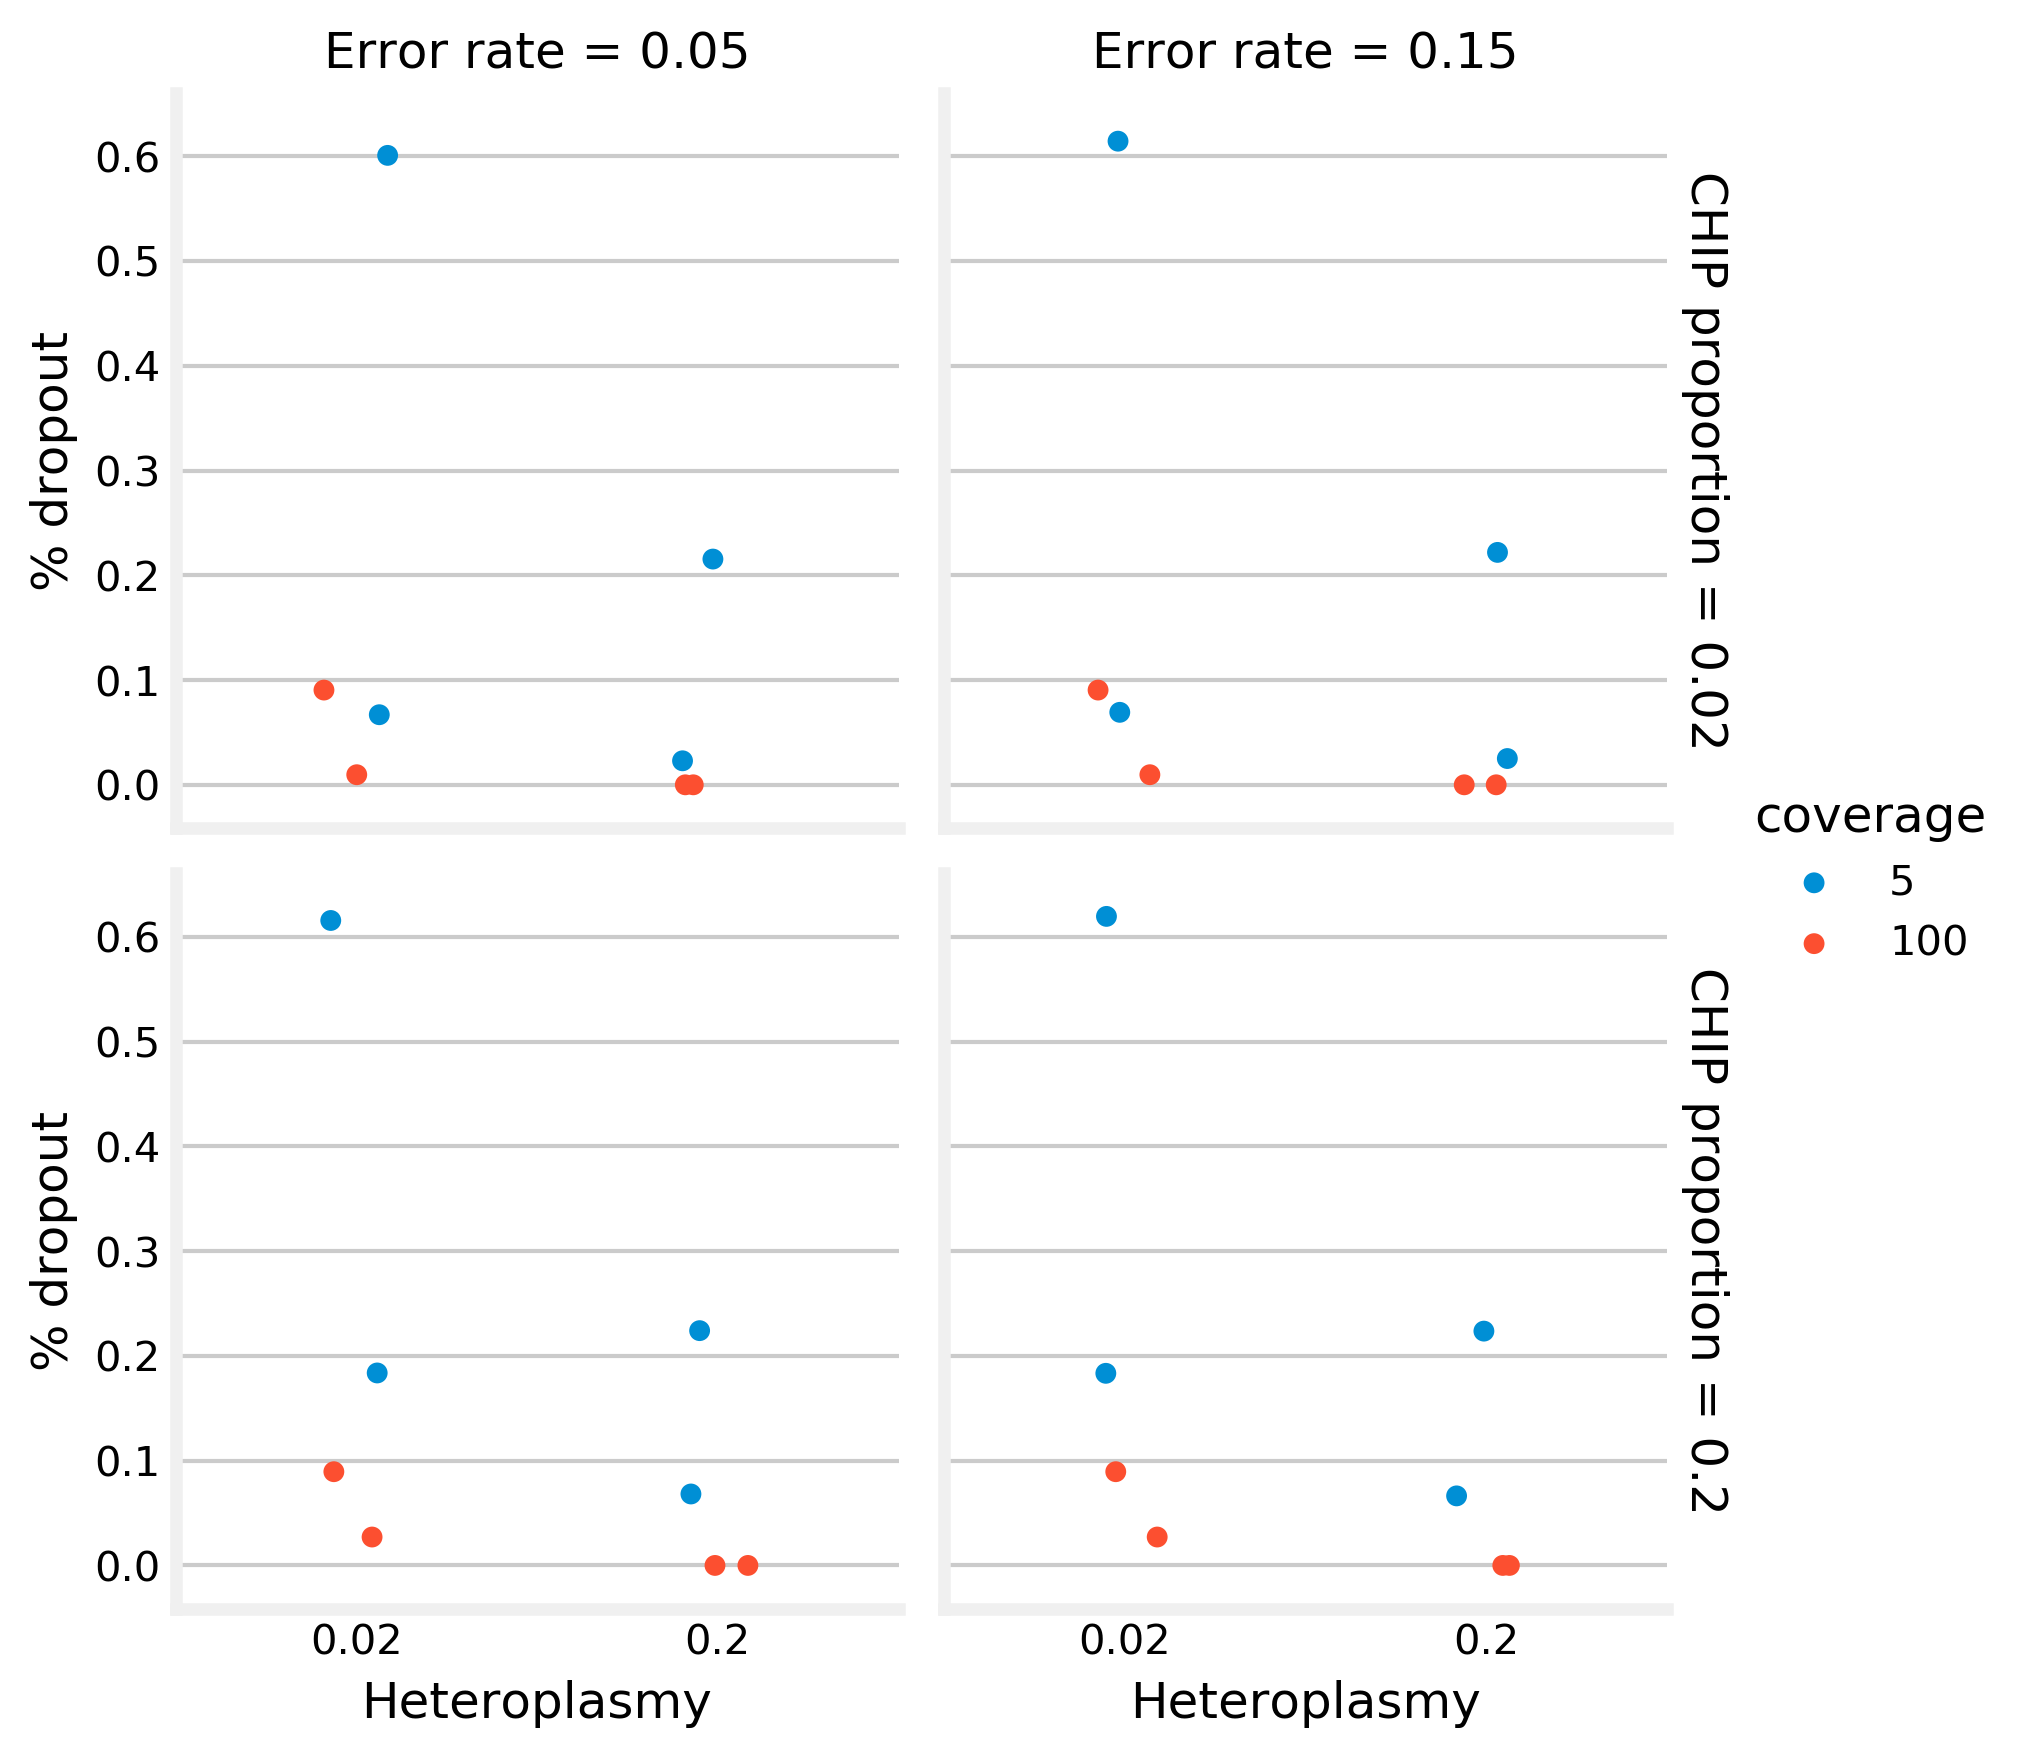 Error rate = 0.05
Error rate = 0.15
0.6
0.5
0.4
0.3
0.2
0.1
0.0
% dropout
CHIP proportion = 0.02
coverage
5
100
0.6
0.5
0.4
0.3
0.2
0.1
0.0
% dropout
CHIP proportion = 0.2
0.02 0.2
0.02 0.2
Heteroplasmy
Heteroplasmy